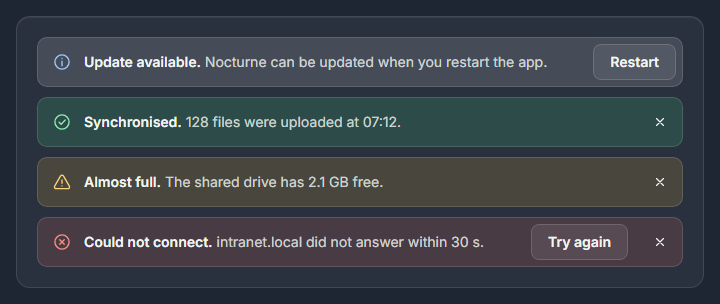 Update available. Nocturne can be updated when you restart the app. Restart
Synchronised. 128 files were uploaded at 07:12.
Almost full. The shared drive has 2.1 GB free.
Could not connect. intranet.local did not answer within 30 s. Try again